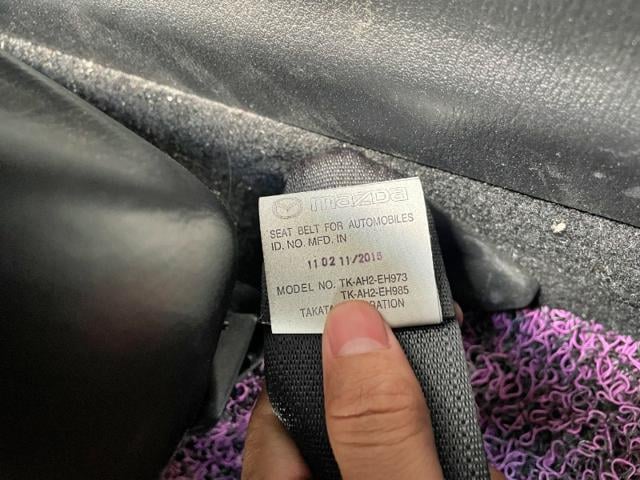 mazda
SEAT BELT FOR AUTOMOBILES
ID. NO. MFD. IN
11 02 11/2015
MODEL NO. TK-AH2-EH973
TK-AH2-EH985